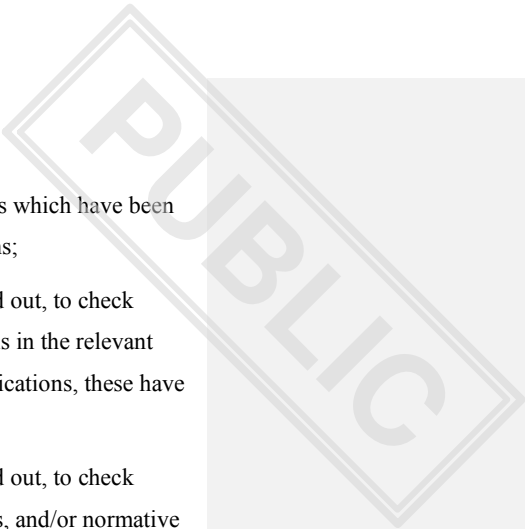 s which have been
s;
d out, to check
s in the relevant
ications, these have
d out, to check
s, and/or normative
PUBLIC